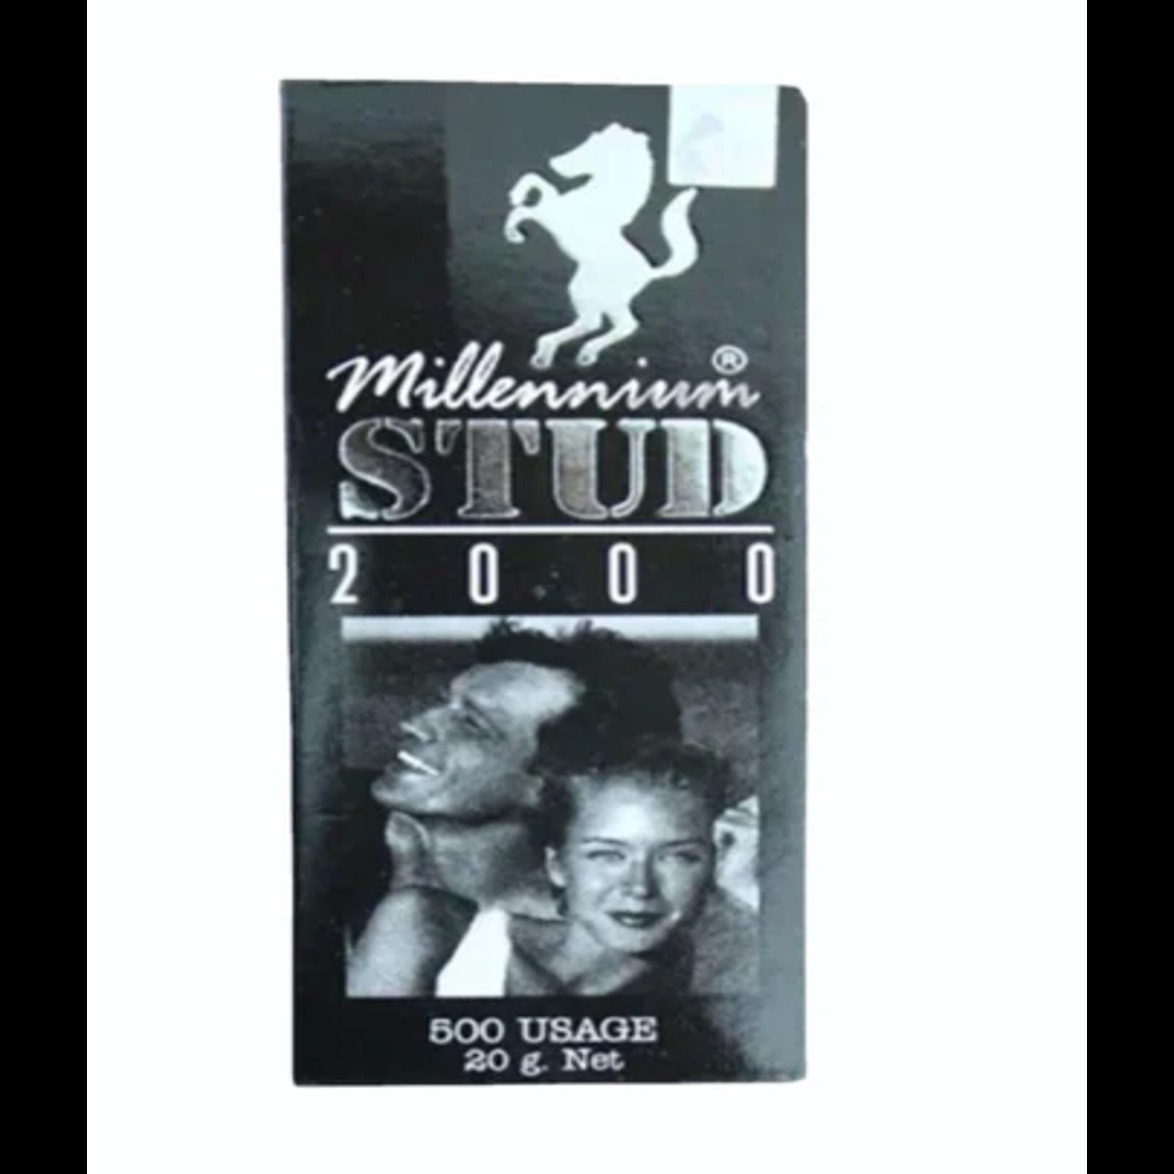 Millennium®
STUD
2000
500 USAGE
20 g. Net